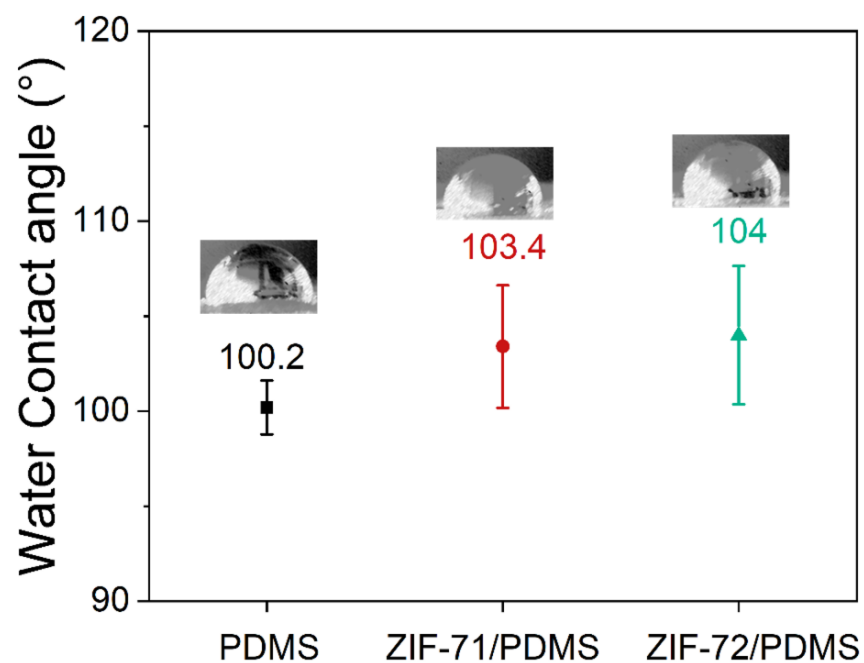 Water Contact angle (°)
120
110
100
90
100.2
103.4
104
PDMS
ZIF-71/PDMS
ZIF-72/PDMS